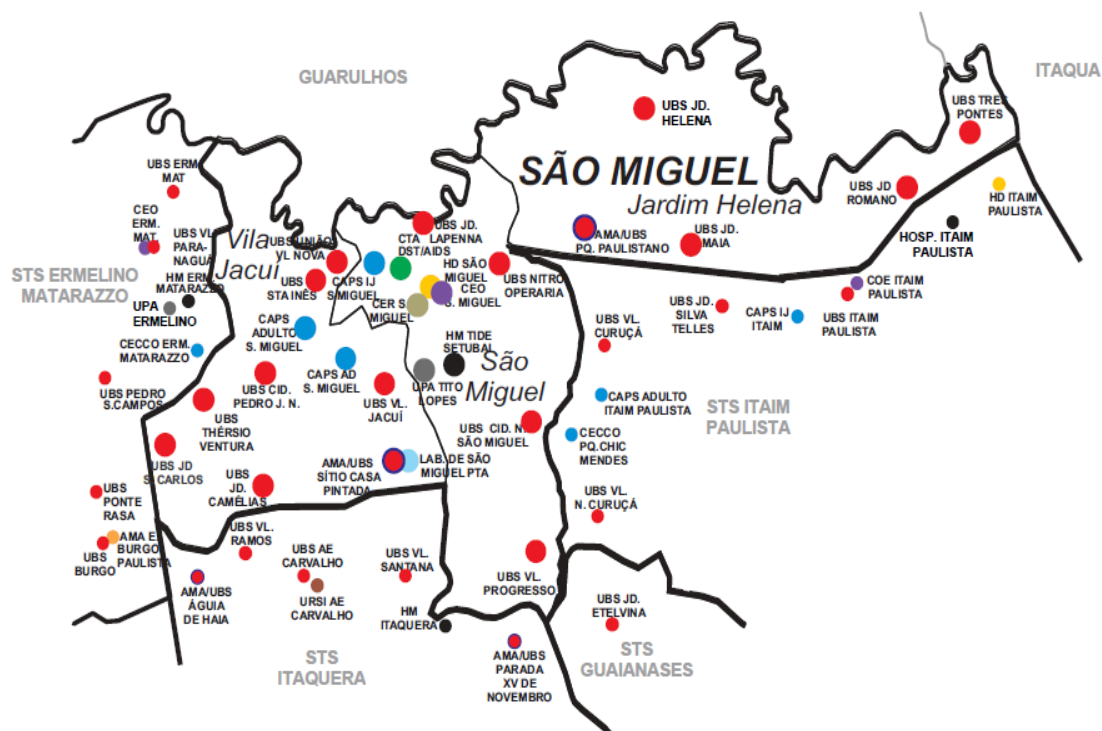 GUARULHOS
ITAQUA
UBS JD.
HELENA
UBS TRES
PONTES
SÃO MIGUEL
Jardim Helena
UBS JD
ROMANO
HD ITAIM
PAULISTA
HOSP. ITAIM
PAULISTA
AMA/UBS
PQ. PAULISTANO
UBS JD.
MAIA
UBS ERM.
MAT
CEO
ERM.
MAT.
UBS VL.
PARA-
NAGUÁ
HM ERM.
MATARAZZO
STS ERMELINO
MATARAZZO
UPA
ERMELINO
CECCO ERM.
MATARAZZO
Vila
Jacuí
UBS UNIÃO
VL NOVA
UBS
STA INÊS
CAPS IJ
S.MIGUEL
CTA
DST/AIDS
UBS JD.
LAPENNA
HD SÃO
MIGUEL
CEO
S. MIGUEL
CER S.
MIGUEL
UBS NITRO
OPERARIA
CAPS
ADULTO
S. MIGUEL
CAPS AD
S. MIGUEL
HM TIDE
SETUBAL
UPA TITO
LOPES
São
Miguel
UBS VL.
CURUÇÁ
UBS JD.
SILVA
TELLES
CAPS IJ
ITAIM
COE ITAIM
PAULISTA
UBS ITAIM
PAULISTA
UBS PEDRO
S.CAMPOS
UBS CID.
PEDRO J. N.
UBS VL.
JACUÍ
UBS
THÉRSIO
VENTURA
CAPS ADULTO
ITAIM PAULISTA
STS ITAIM
PAULISTA
UBS CID. N.
SÃO MIGUEL
CECCO
PQ.CHIC
MENDES
UBS JD
S. CARLOS
UBS
JD.
CAMÉLIAS
AMA/UBS
SÍTIO CASA
PINTADA
LAB. DE SÃO
MIGUEL PTA
UBS
PONTE
RASA
UBS VL.
N. CURUÇÁ
AMA E.
BURGO
PAULISTA
UBS
BURGO
UBS VL.
RAMOS
UBS AE
CARVALHO
UBS VL.
SANTANA
UBS VL.
PROGRESSO
AMA/UBS
ÁGUIA
DE HAIA
URSI AE
CARVALHO
HM
ITAQUERA
UBS JD.
ETELVINA
STS
ITAQUERA
AMA/UBS
PARADA
XV DE
NOVEMBRO
STS
GUAIANASES